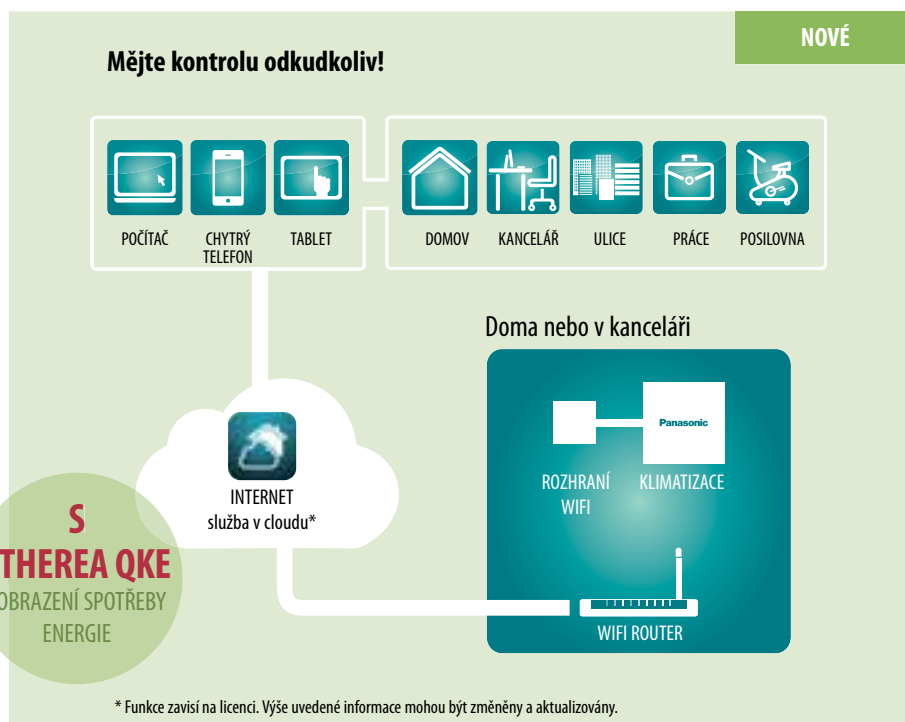 NOVÉ
Mějte kontrolu odkudkoliv!
POČÍTAČ
CHYTRÝ
TELEFON
TABLET
DOMOV
KANCELÁŘ
ULICE
PRÁCE
POSILOVNA
Doma nebo v kanceláři
Panasonic
ROZHRANÍ
WIFI
KLIMATIZACE
INTERNET
služba v cloudu*
WIFI ROUTER
S
THEREA QKE
OBRAZENÍ SPOTŘEBY
ENERGIE
* Funkce zavisí na licenci. Výše uvedené informace mohou být změněny a aktualizovány.